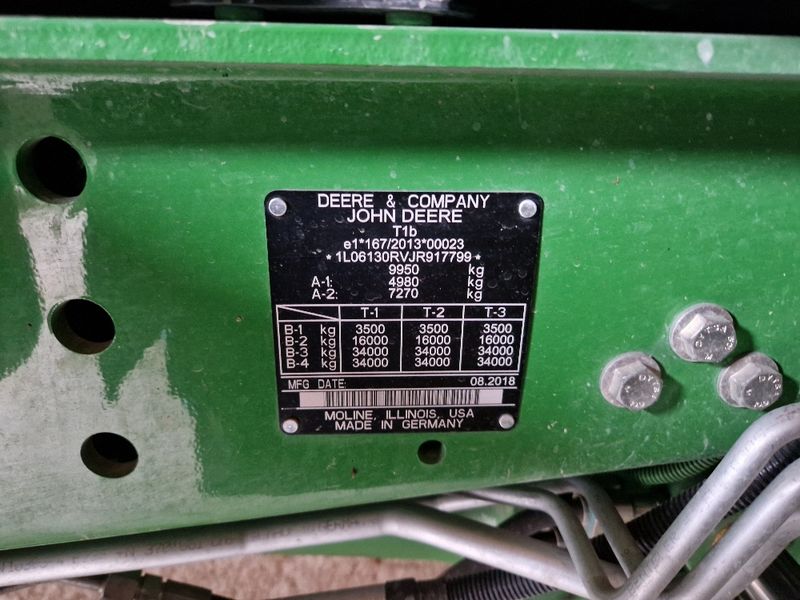 DEERE & COMPANY
JOHN DEERE
T1b
e1*167/2013*00023
* 1L06130RVJR917799 *
9950 kg
A-1: 4980 kg
A-2: 7270 kg
T-1 T-2 T-3
B-1 kg 3500 3500 3500
B-2 kg 16000 16000 16000
B-3 kg 34000 34000 34000
B-4 kg 34000 34000 34000
MFG DATE: 08.2018
MOLINE, ILLINOIS, USA
MADE IN GERMANY